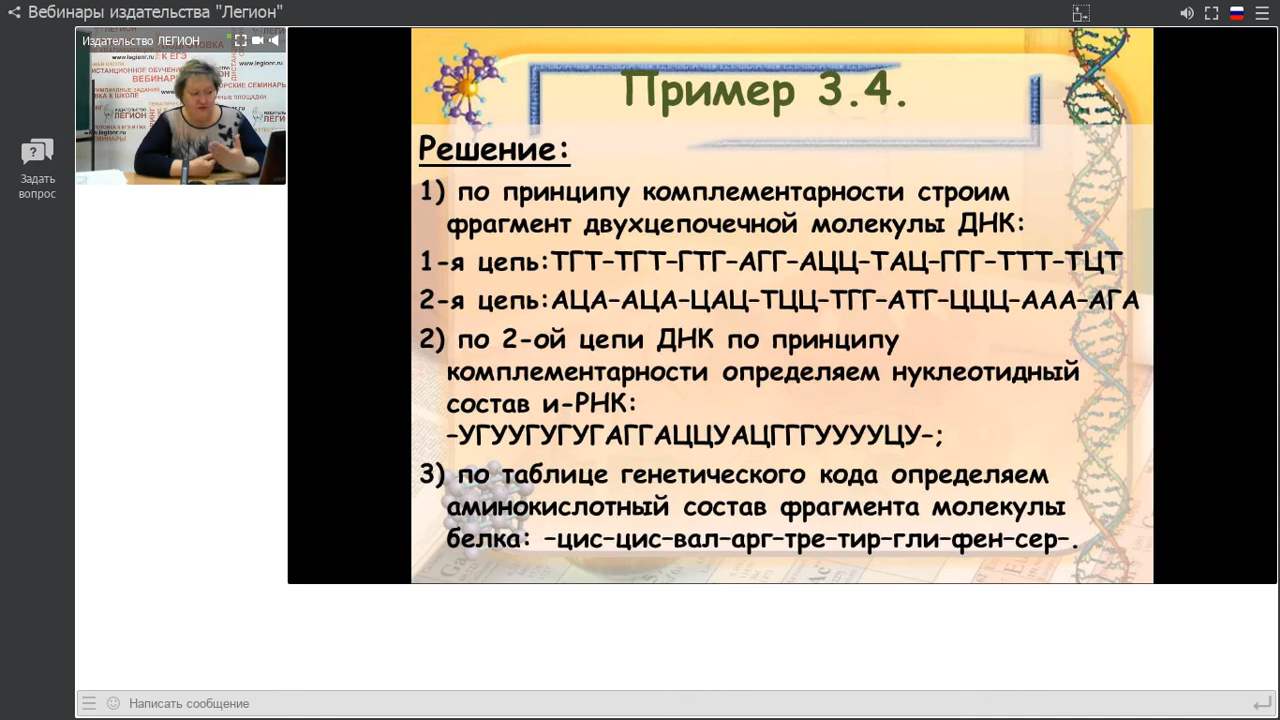 Вебинары издательства "Легион"
Издательство ЛЕГИОН
Задать
вопрос
Пример 3.4.
Решение:
1) по принципу комплементарности строим
фрагмент двухцепочечной молекулы ДНК:
1-я цепь:ТГТ–ТГТ–ГТГ–АГГ–АЦЦ–ТАЦ–ГГГ–ТТТ–ТЦТ
2-я цепь:АЦА–АЦА–ЦАЦ–ТЦЦ–ТГГ–АТГ–ЦЦЦ–ААА–АГА
2) по 2-ой цепи ДНК по принципу
комплементарности определяем нуклеотидный
состав и-РНК:
–УГУУГУГУГАГГАЦЦУАЦГГГУУУУЦУ–;
3) по таблице генетического кода определяем
аминокислотный состав фрагмента молекулы
белка: –цис–цис–вал–арг–тре–тир–гли–фен–сер–.
Написать сообщение